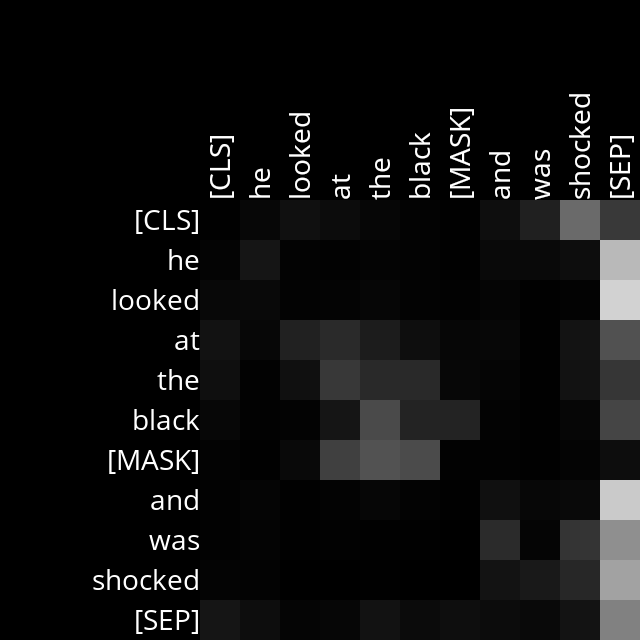 [CLS] he looked at the black [MASK] and was shocked [SEP]
[CLS]
he
looked
at
the
black
[MASK]
and
was
shocked
[SEP]